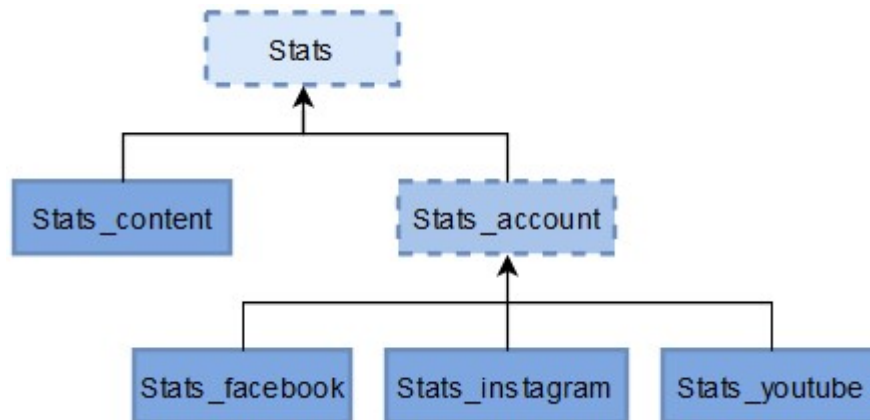 Stats
Stats_content
Stats_account
Stats_facebook
Stats_instagram
Stats_youtube